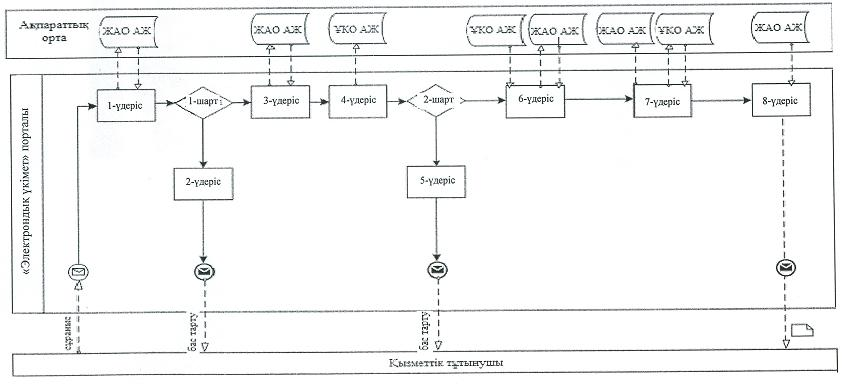 Ақпараттық
орта
ЖАО АЖ
ЖАО АЖ
ҰКО АЖ
ҰКО АЖ
ЖАО АЖ
ЖАО АЖ
ҰКО АЖ
ЖАО АЖ
«Электрондық үкімет» порталы
1-үдеріс
1-шарт
3-үдеріс
4-үдеріс
2-шарт
6-үдеріс
7-үдеріс
8-үдеріс
2-үдеріс
5-үдеріс
сұраныс
бас тарту
бас тарту
Қызметтік тұтынушы